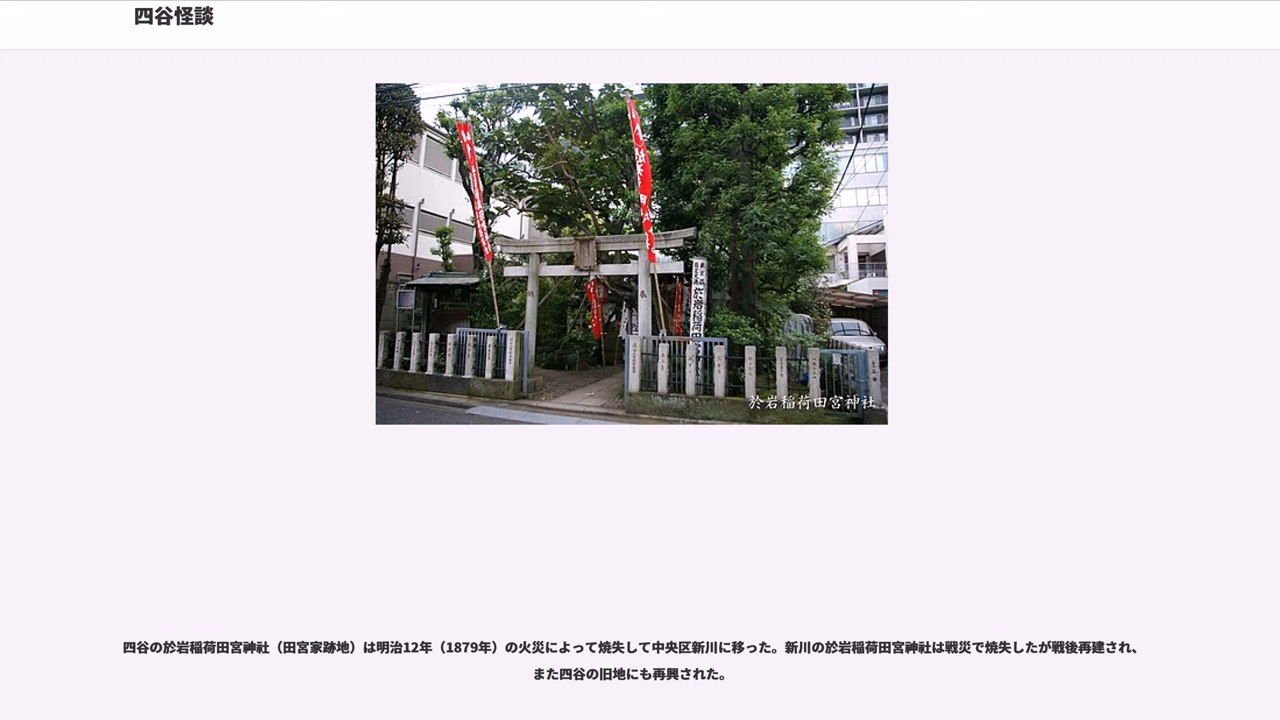 四谷怪談
於岩稲荷田宮神社
四谷の於岩稲荷田宮神社（田宮家跡地）は明治12年（1879年）の火災によって焼失して中央区新川に移った。新川の於岩稲荷田宮神社は戦災で焼失したが戦後再建され、
また四谷の旧地にも再興された。